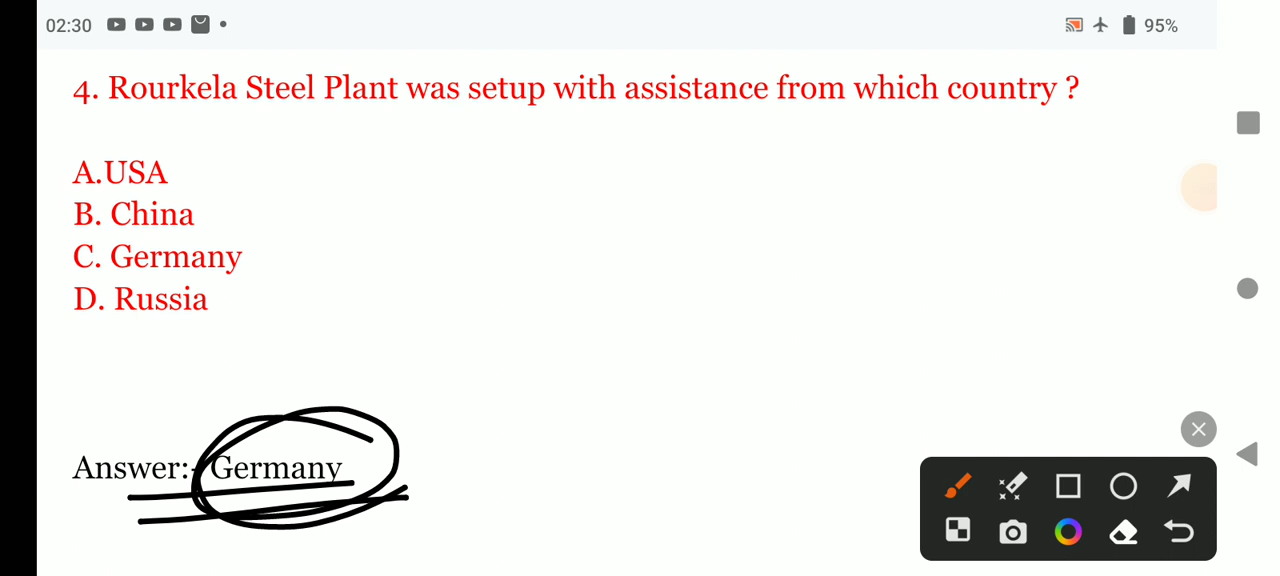 02:30 95%
4. Rourkela Steel Plant was setup with assistance from which country ?
A.USA
B. China
C. Germany
D. Russia
Answer:- Germany